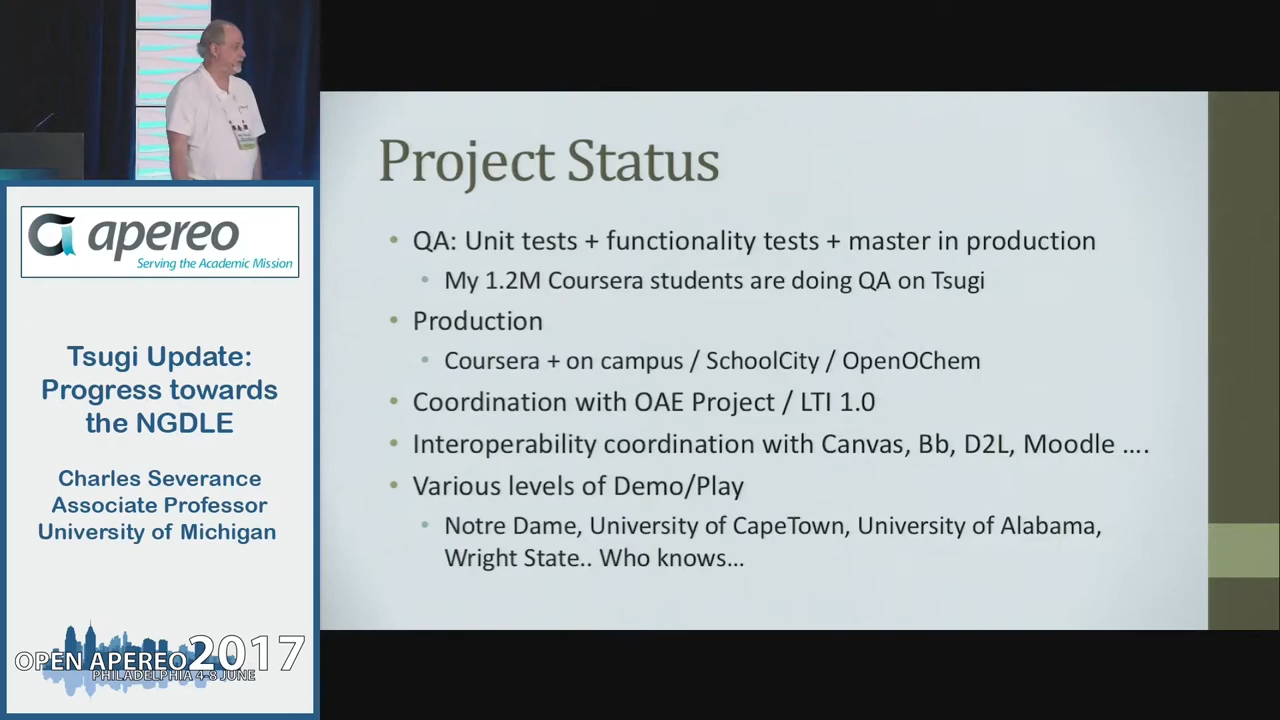 apereo
Serving the Academic Mission
Tsugi Update:
Progress towards
the NGDLE
Charles Severance
Associate Professor
University of Michigan
OPEN APEREO 2017
PHILADELPHIA 4-8 JUNE
Project Status
• QA: Unit tests + functionality tests + master in production
• My 1.2M Coursera students are doing QA on Tsugi
• Production
• Coursera + on campus / SchoolCity / OpenOChem
• Coordination with OAE Project / LTI 1.0
• Interoperability coordination with Canvas, Bb, D2L, Moodle ….
• Various levels of Demo/Play
• Notre Dame, University of CapeTown, University of Alabama,
Wright State.. Who knows…